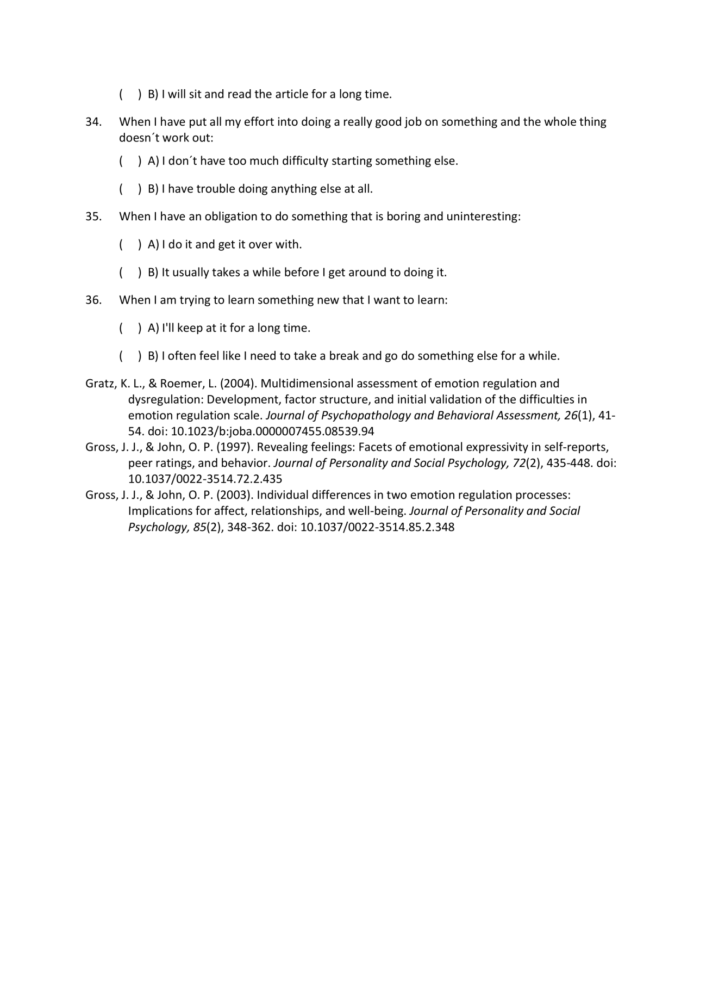 ( ) B) I will sit and read the article for a long time.
34. When I have put all my effort into doing a really good job on something and the whole thing
doesn´t work out:
( ) A) I don´t have too much difficulty starting something else.
( ) B) I have trouble doing anything else at all.
35. When I have an obligation to do something that is boring and uninteresting:
( ) A) I do it and get it over with.
( ) B) It usually takes a while before I get around to doing it.
36. When I am trying to learn something new that I want to learn:
( ) A) I'll keep at it for a long time.
( ) B) I often feel like I need to take a break and go do something else for a while.
Gratz, K. L., & Roemer, L. (2004). Multidimensional assessment of emotion regulation and
dysregulation: Development, factor structure, and initial validation of the difficulties in
emotion regulation scale. Journal of Psychopathology and Behavioral Assessment, 26(1), 41-
54. doi: 10.1023/b:joba.0000007455.08539.94
Gross, J. J., & John, O. P. (1997). Revealing feelings: Facets of emotional expressivity in self-reports,
peer ratings, and behavior. Journal of Personality and Social Psychology, 72(2), 435-448. doi:
10.1037/0022-3514.72.2.435
Gross, J. J., & John, O. P. (2003). Individual differences in two emotion regulation processes:
Implications for affect, relationships, and well-being. Journal of Personality and Social
Psychology, 85(2), 348-362. doi: 10.1037/0022-3514.85.2.348